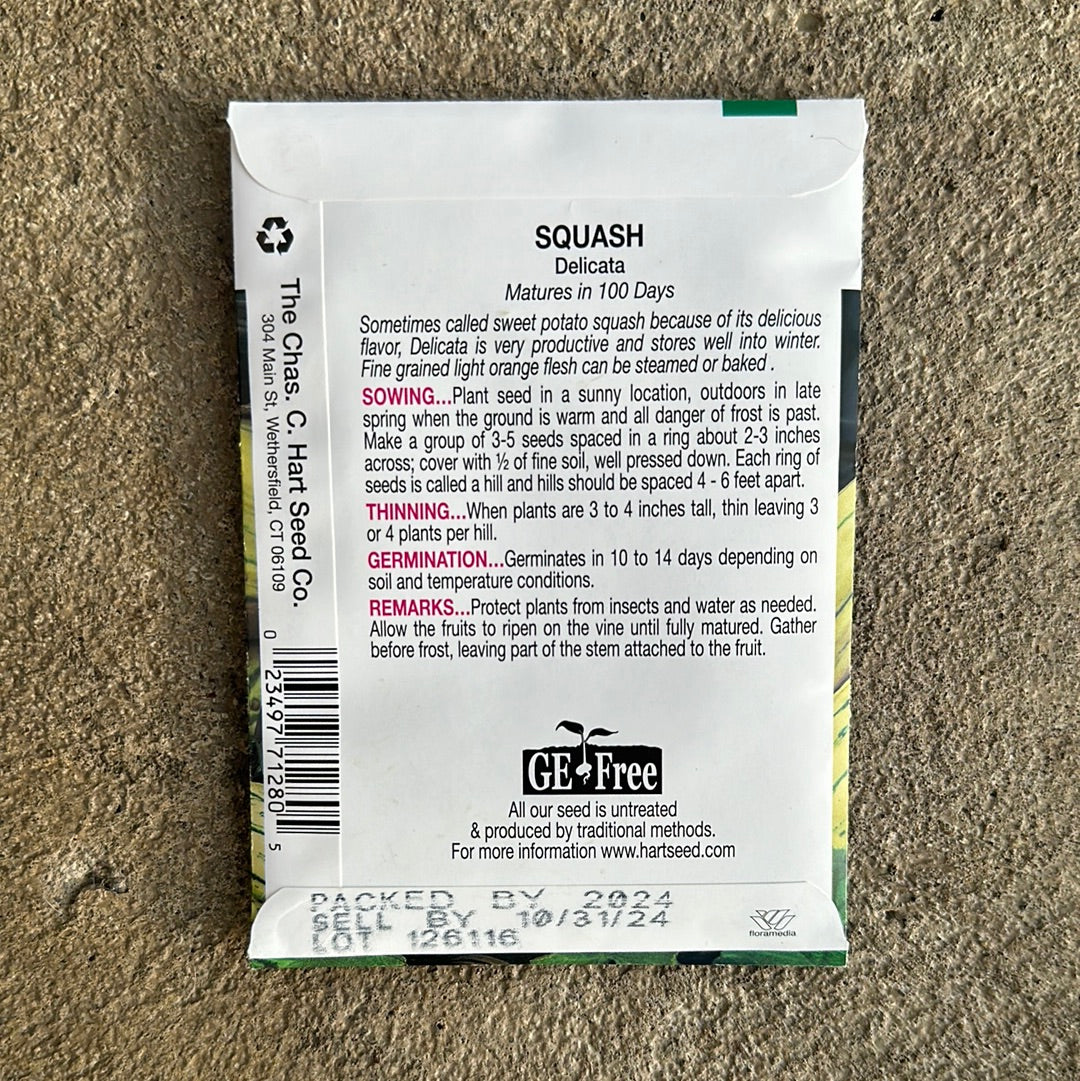 SQUASH
Delicata
Matures in 100 Days
Sometimes called sweet potato squash because of its delicious
flavor, Delicata is very productive and stores well into winter.
Fine grained light orange flesh can be steamed or baked .
SOWING...Plant seed in a sunny location, outdoors in late
spring when the ground is warm and all danger of frost is past.
Make a group of 3-5 seeds spaced in a ring about 2-3 inches
across; cover with ½ of fine soil, well pressed down. Each ring of
seeds is called a hill and hills should be spaced 4 - 6 feet apart.
THINNING...When plants are 3 to 4 inches tall, thin leaving 3
or 4 plants per hill.
GERMINATION...Germinates in 10 to 14 days depending on
soil and temperature conditions.
REMARKS...Protect plants from insects and water as needed.
Allow the fruits to ripen on the vine until fully matured. Gather
before frost, leaving part of the stem attached to the fruit.
GE Free
All our seed is untreated
& produced by traditional methods.
For more information www.hartseed.com
The Chas. C. Hart Seed Co.
304 Main St, Wethersfield, CT 06109
0 23497 71280 5
PACKED BY 2024
SELL BY 10/31/24
LOT 126116
floramedia